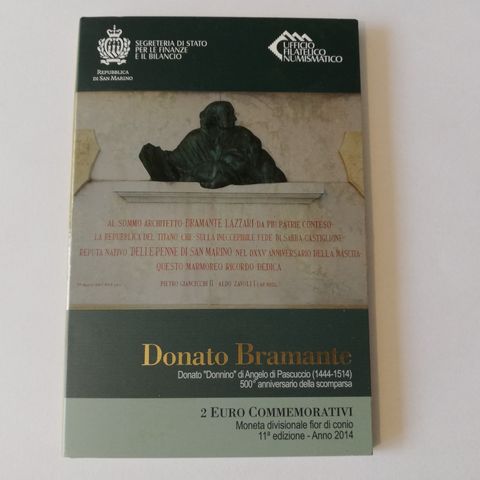 REPUBBLICA
DI SAN MARINO
SEGRETERIA DI STATO
PER LE FINANZE
E IL BILANCIO
UFFICIO
FILATELICO
NUMISMATICO
AL SOMMO ARCHITETTO BRAMANTE LAZZARI DA PIÙ PATRIE CONTESO
LA REPUBBLICA DEL TITANO CHE SULLA INECCEPIBILE FEDE DI SABBA CASTIGLIONE
REPUTA NATIVO DELLE PENNE DI SAN MARINO NEL DXXV ANNIVERSARIO DELLA NASCITA
QUESTO MARMOREO RICORDO DEDICA
PIETRO GIANCECCHI ALDO ZAVOLI
Donato Bramante
Donato "Donnino" di Angelo di Pascuccio (1444-1514)
500° anniversario della scomparsa
2 EURO COMMEMORATIVI
Moneta divisionale fior di conio
11ª edizione - Anno 2014